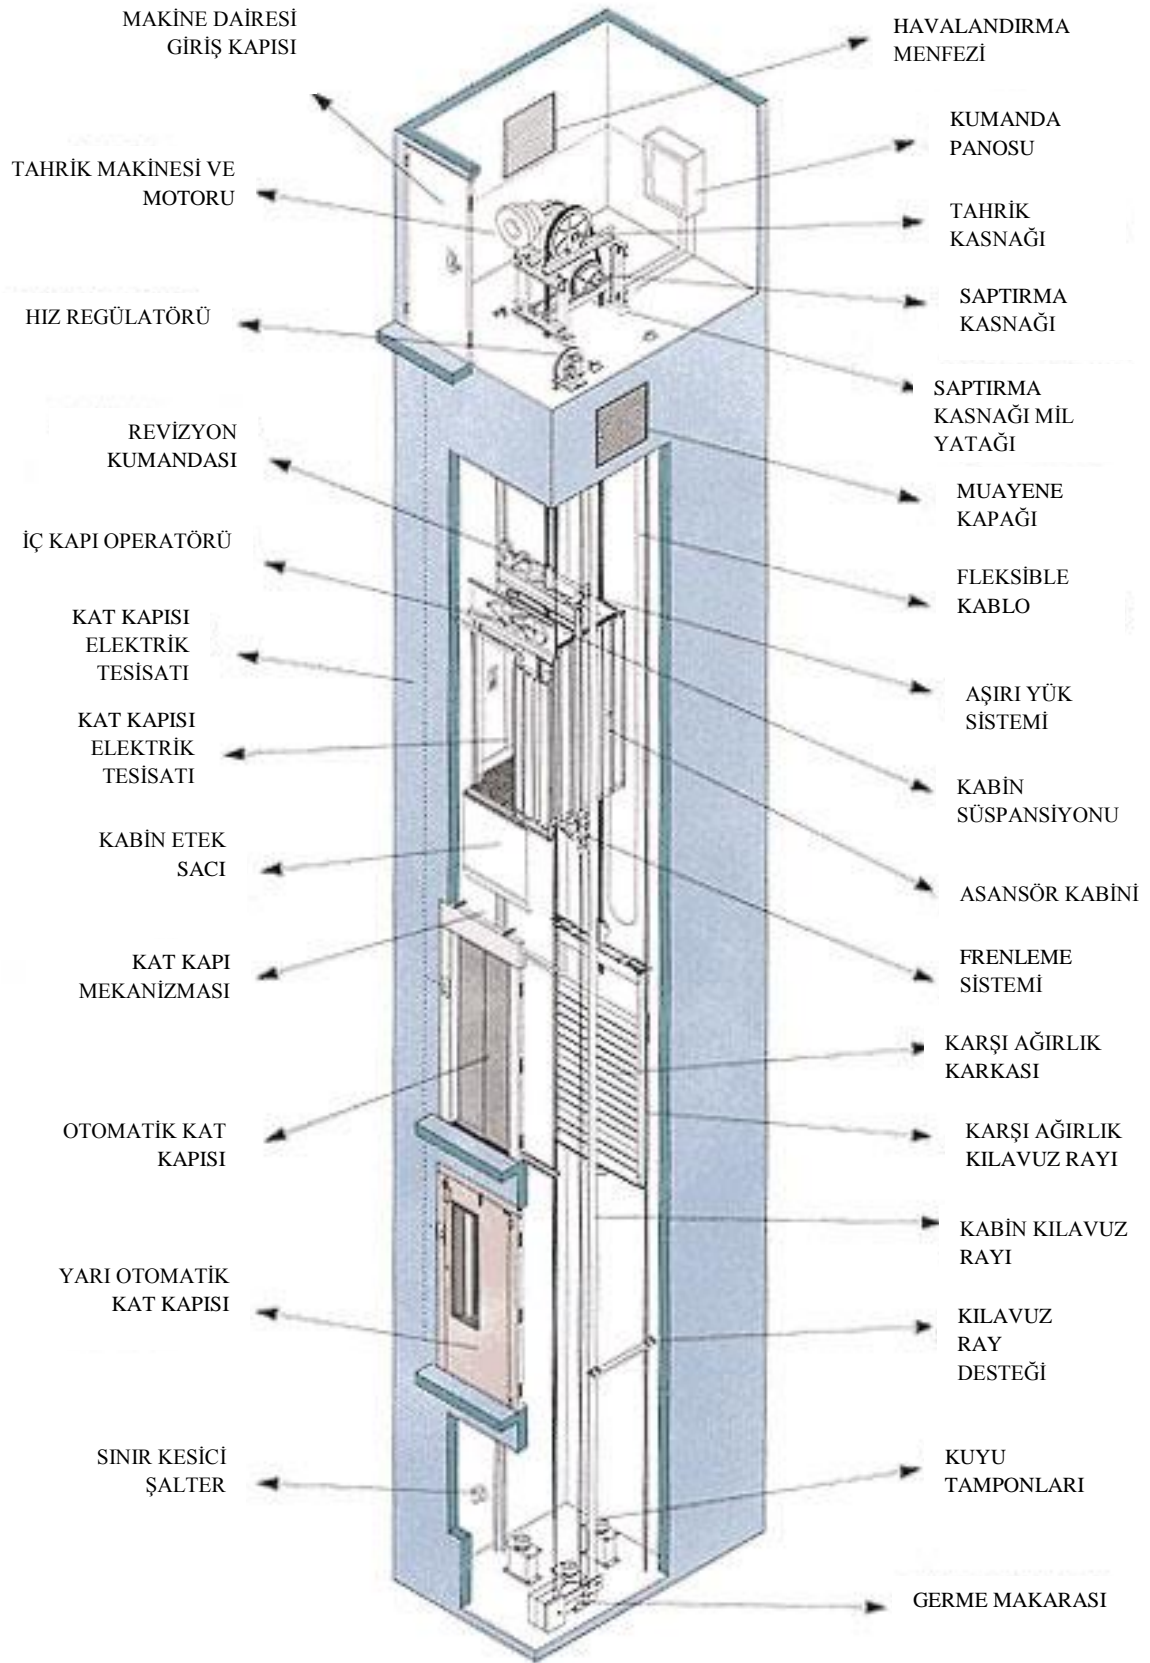 MAKİNE DAİRESİ
GİRİŞ KAPISI
TAHRİK MAKİNESİ VE
MOTORU
HIZ REGÜLATÖRÜ
REVİZYON
KUMANDASI
İÇ KAPI OPERATÖRÜ
KAT KAPISI
ELEKTRİK
TESİSATI
KAT KAPISI
ELEKTRİK
TESİSATI
KABİN ETEK
SACI
KAT KAPI
MEKANİZMASI
OTOMATİK KAT
KAPISI
YARI OTOMATİK
KAT KAPISI
SINIR KESİCİ
ŞALTER
HAVALANDIRMA
MENFEZİ
KUMANDA
PANOSU
TAHRİK
KASNAĞI
SAPTIRMA
KASNAĞI
SAPTIRMA
KASNAĞI MİL
YATAĞI
MUAYENE
KAPAĞI
FLEKSİBLE
KABLO
AŞIRI YÜK
SİSTEMİ
KABİN
SÜSPANSİYONU
ASANSÖR KABİNİ
FRENLEME
SİSTEMİ
KARŞI AĞIRLIK
KARKASI
KARŞI AĞIRLIK
KILAVUZ RAYI
KABİN KILAVUZ
RAYI
KILAVUZ
RAY
DESTEĞİ
KUYU
TAMPONLARI
GERME MAKARASI